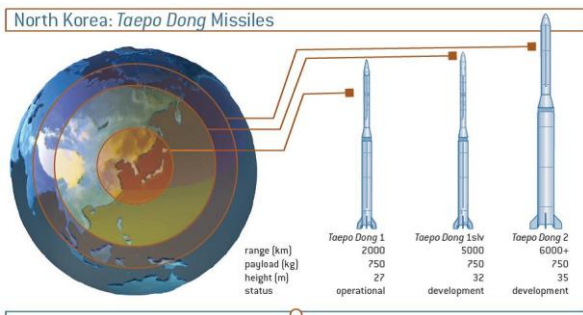 North Korea: Taepo Dong Missiles
Taepo Dong 1 Taepo Dong 1slv Taepo Dong 2
range (km) 2000 5000 6000+
payload (kg) 750 750 750
height (m) 27 32 35
status operational development development